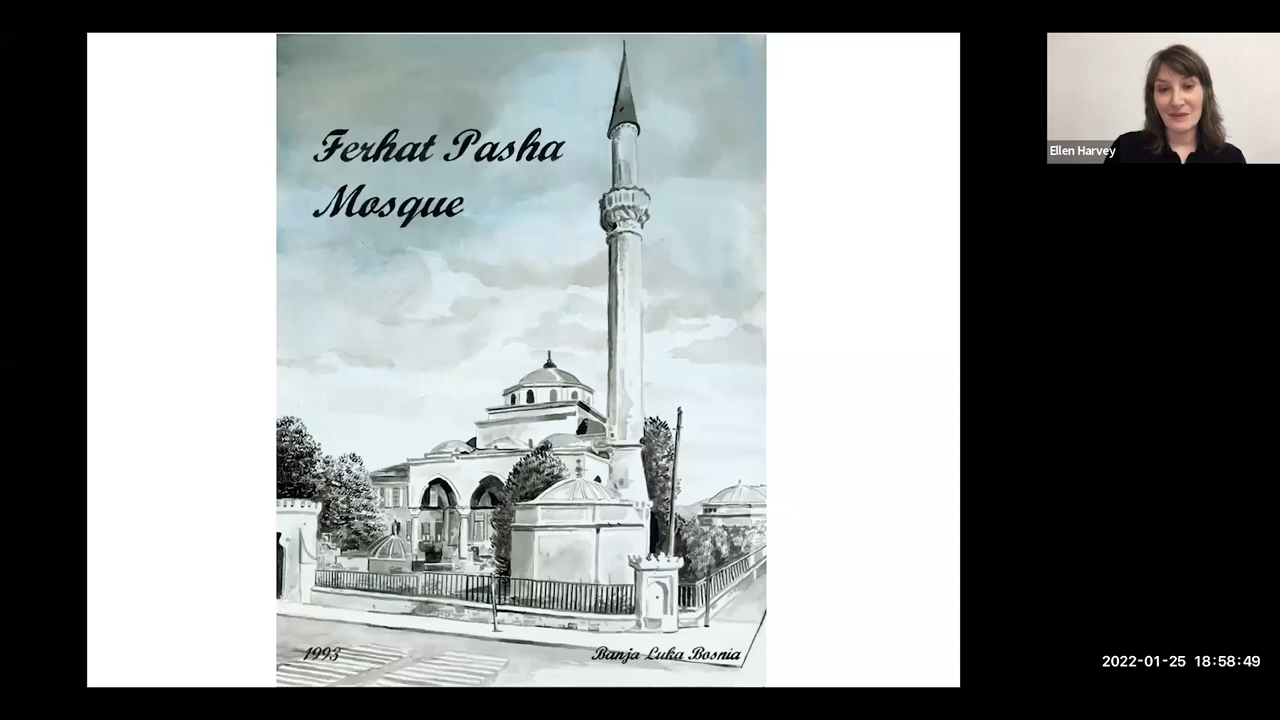 Ferhat Pasha
Mosque
1993
Banja Luka Bosnia
Ellen Harvey
2022-01-25 18:58:49